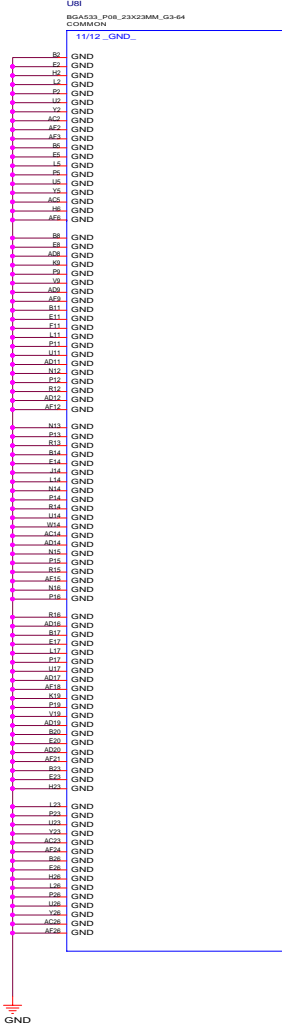 U8I
BGA533_P08_23X23MM_G3-64
COMMON
11/12 _GND_
B2 GND
E2 GND
H2 GND
L2 GND
P2 GND
U2 GND
Y2 GND
AC2 GND
AF2 GND
AF3 GND
B5 GND
E5 GND
L5 GND
P5 GND
U5 GND
Y5 GND
AC5 GND
H6 GND
AF6 GND
B8 GND
E8 GND
AD8 GND
K9 GND
P9 GND
V9 GND
AD9 GND
AF9 GND
B11 GND
E11 GND
F11 GND
L11 GND
P11 GND
U11 GND
AD11 GND
N12 GND
P12 GND
R12 GND
AD12 GND
AF12 GND
N13 GND
P13 GND
R13 GND
B14 GND
E14 GND
J14 GND
L14 GND
N14 GND
P14 GND
R14 GND
U14 GND
W14 GND
AC14 GND
AD14 GND
N15 GND
P15 GND
R15 GND
AF15 GND
N16 GND
P16 GND
R16 GND
AD16 GND
B17 GND
E17 GND
L17 GND
P17 GND
U17 GND
AD17 GND
AF18 GND
K19 GND
P19 GND
V19 GND
AD19 GND
B20 GND
E20 GND
AD20 GND
AF21 GND
B23 GND
E23 GND
H23 GND
L23 GND
P23 GND
U23 GND
Y23 GND
AC23 GND
AF24 GND
B26 GND
E26 GND
H26 GND
L26 GND
P26 GND
U26 GND
Y26 GND
AC26 GND
AF26 GND
GND